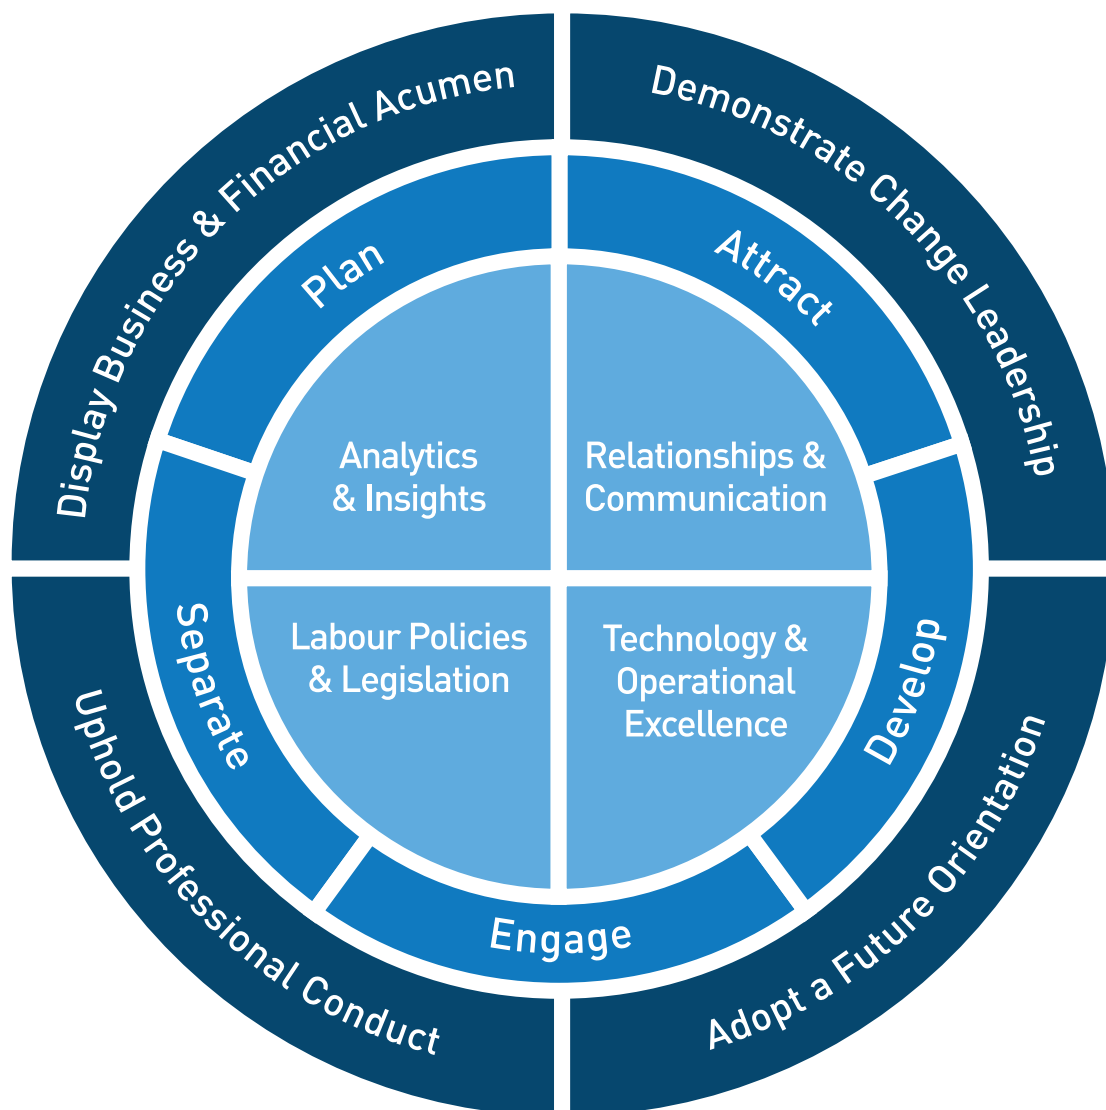 Display Business & Financial Acumen
Demonstrate Change Leadership
Plan
Attract
Analytics
& Insights
Relationships &
Communication
Separate
Labour Policies
& Legislation
Technology &
Operational
Excellence
Develop
Engage
Uphold Professional Conduct
Adopt a Future Orientation